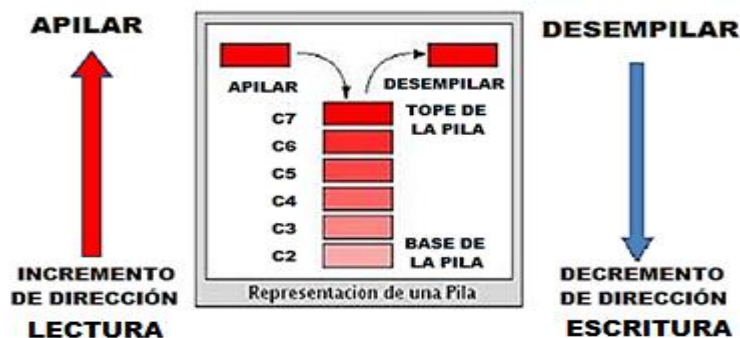 APILAR
INCREMENTO
DE DIRECCIÓN
LECTURA
APILAR
DESEMPILAR
C7
TOPE DE
LA PILA
C6
C5
C4
C3
C2
BASE DE
LA PILA
Representacion de una Pila
DESEMPILAR
DECREMENTO
DE DIRECCIÓN
ESCRITURA